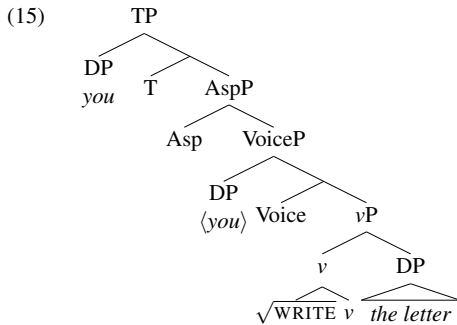 (15) TP
DP
you T AspP
Asp VoiceP
DP
⟨you⟩ Voice vP
v DP
√WRITE v the letter